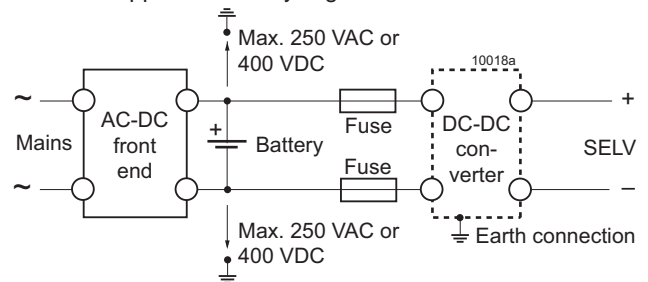 Max. 250 VAC or
400 VDC
10018a
~
+
AC-DC
front
end
Mains
+
Battery
Fuse
Fuse
DC-DC
con-
verter
SELV
~
–
Max. 250 VAC or
400 VDC
Earth connection